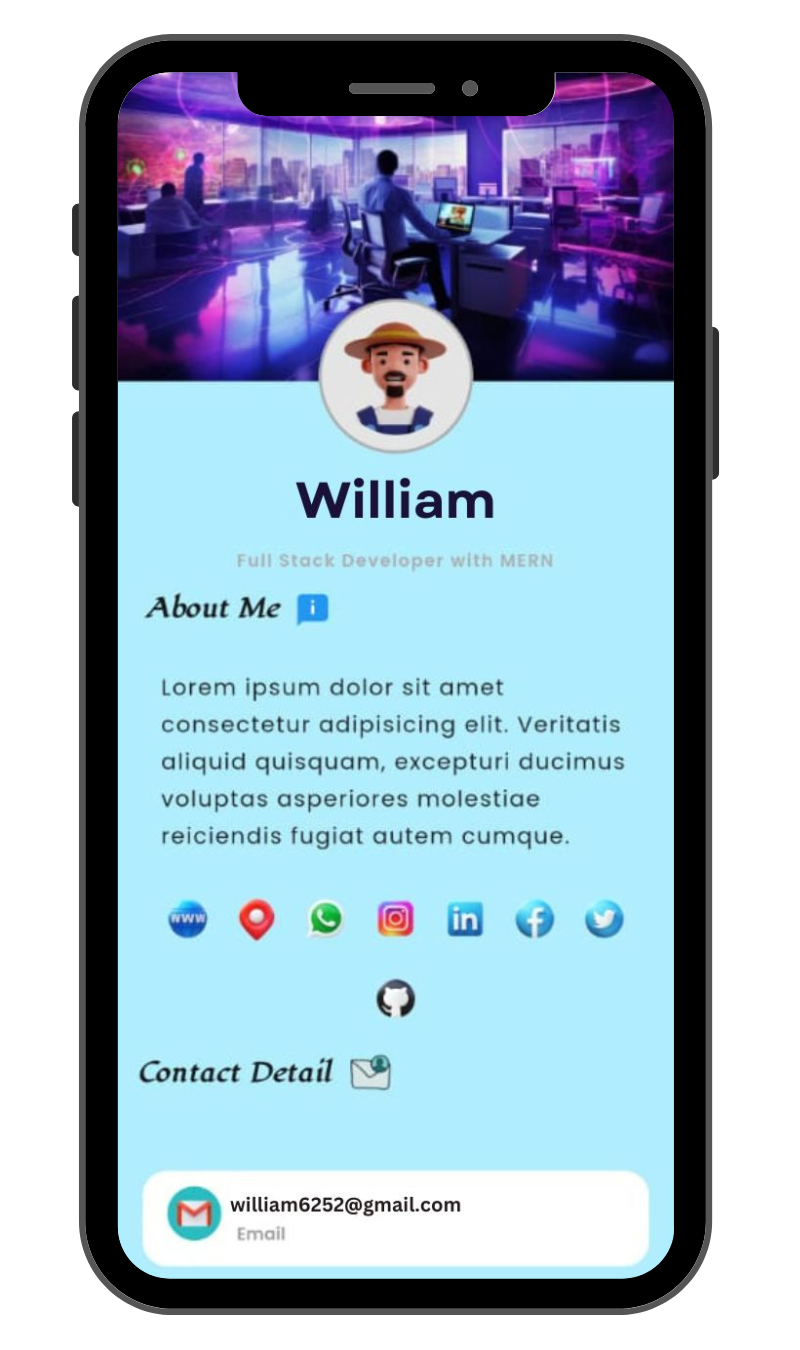 William
Full Stack Developer with MERN
About Me
i
Lorem ipsum dolor sit amet
consectetur adipisicing elit. Veritatis
aliquid quisquam, excepturi ducimus
voluptas asperiores molestiae
reiciendis fugiat autem cumque.
www in f
Contact Detail
william6252@gmail.com
Email